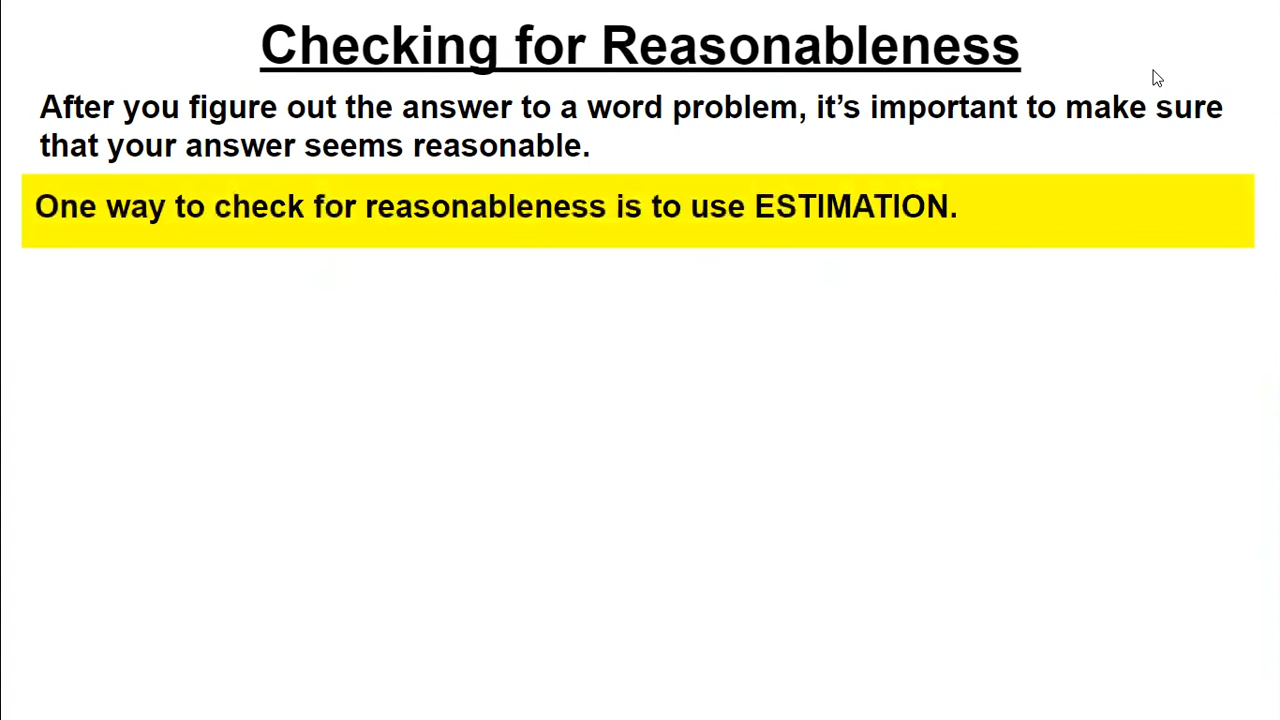 Checking for Reasonableness
After you figure out the answer to a word problem, it’s important to make sure
that your answer seems reasonable.
One way to check for reasonableness is to use ESTIMATION.